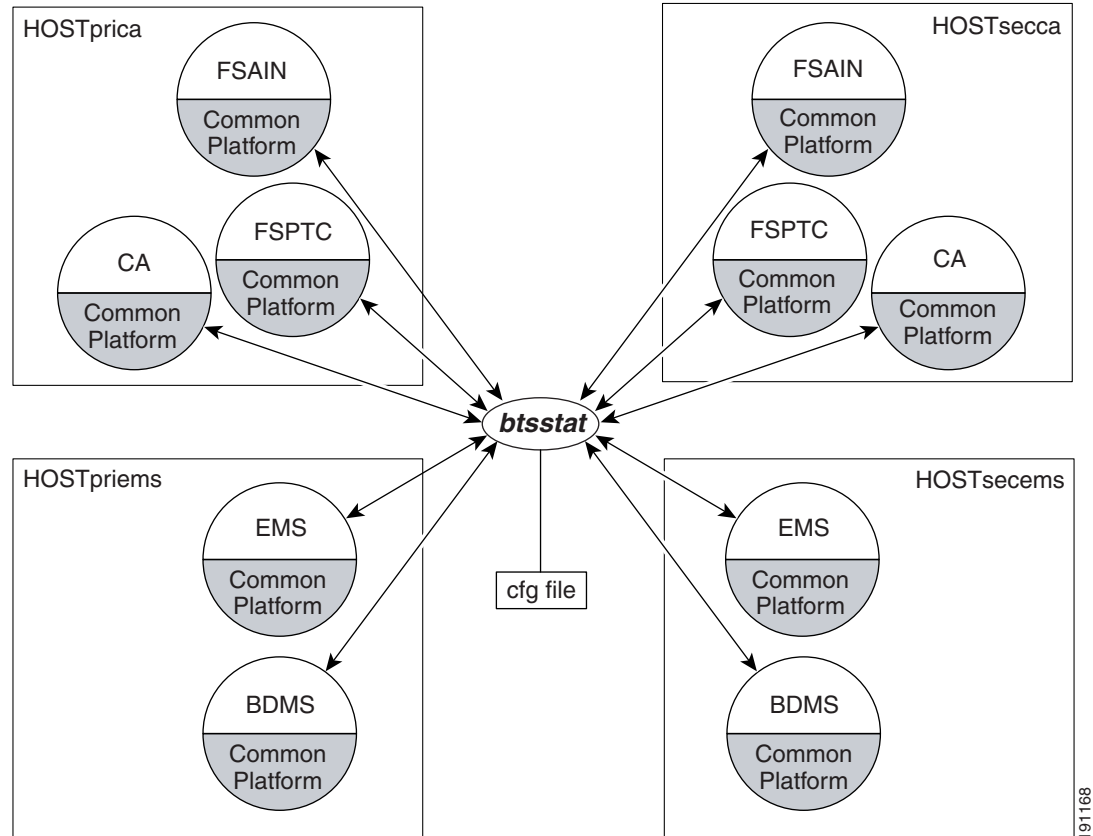 HOSTprica
FSAIN
Common
Platform
FSPTC
Common
Platform
CA
Common
Platform
HOSTsecca
FSAIN
Common
Platform
FSPTC
Common
Platform
CA
Common
Platform
btsstat
cfg file
HOSTpriems
EMS
Common
Platform
BDMS
Common
Platform
HOSTsecems
EMS
Common
Platform
BDMS
Common
Platform
191168